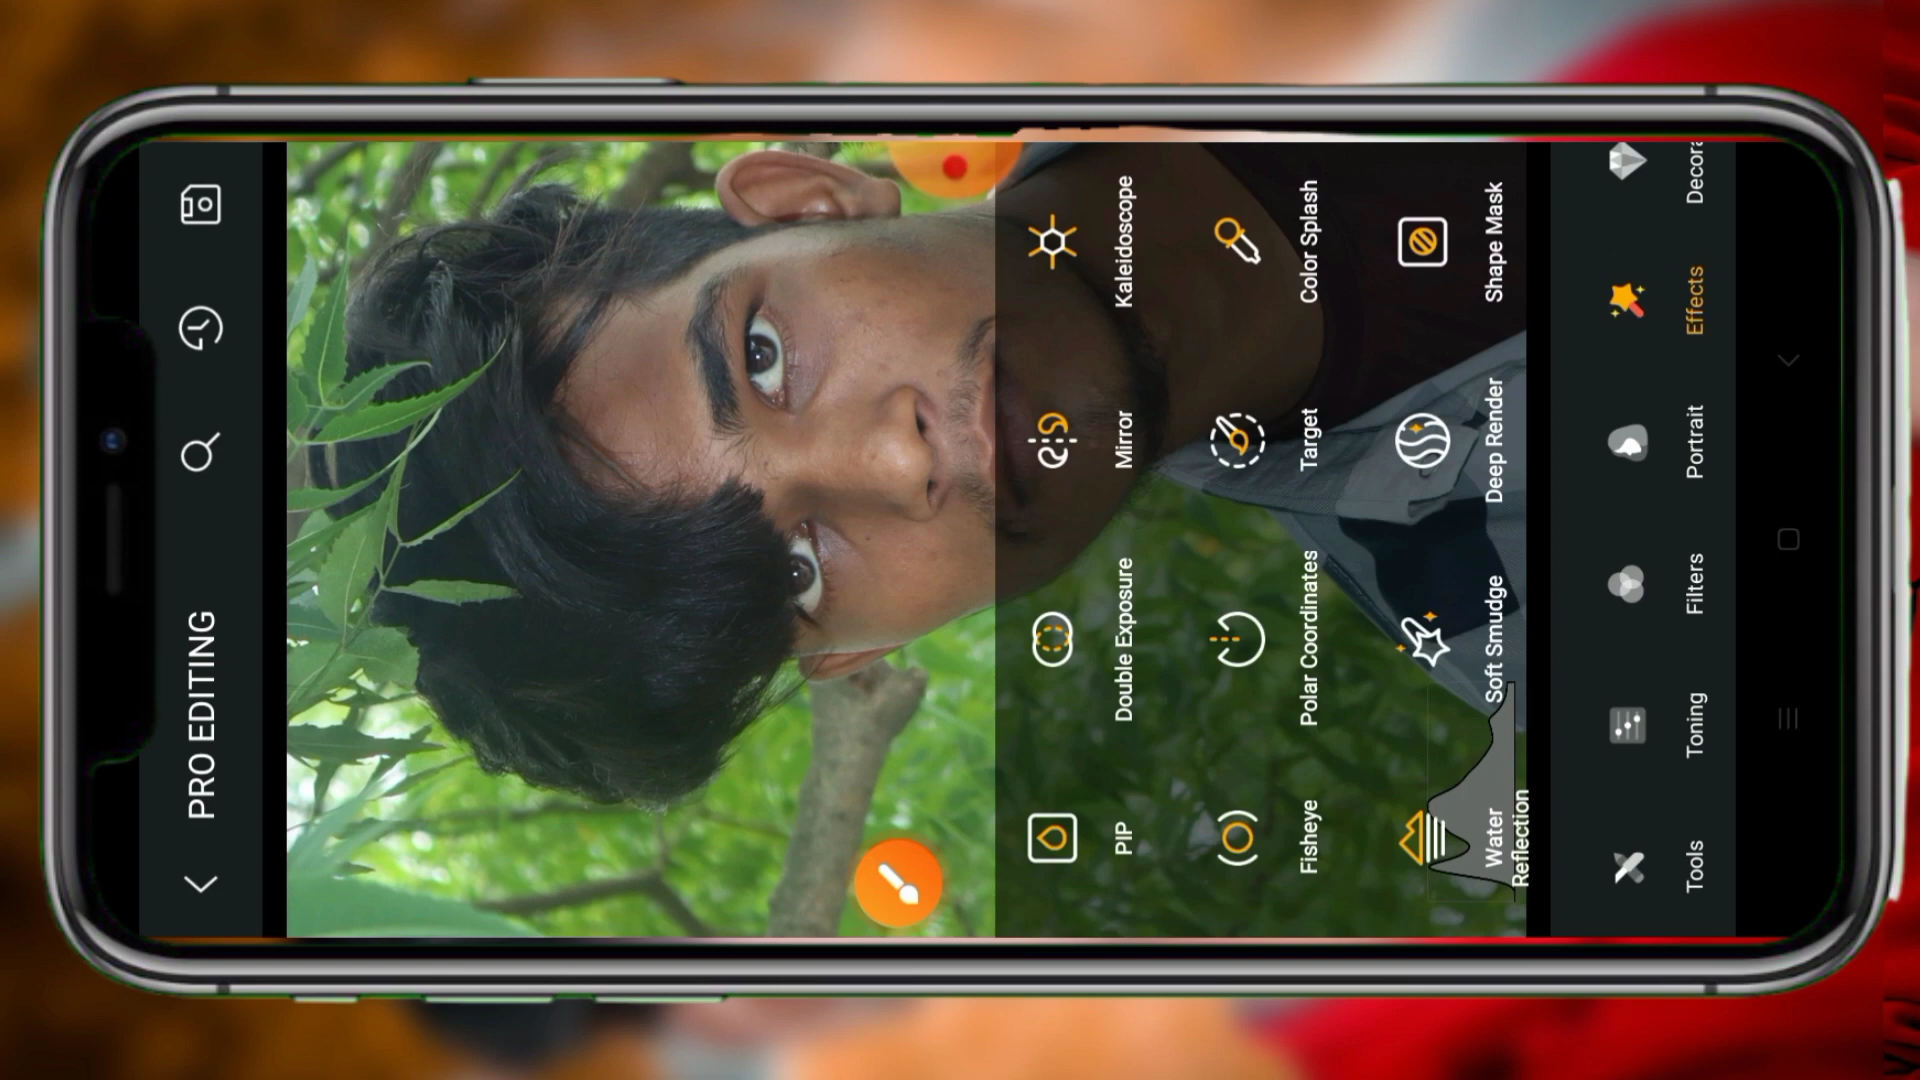 PRO EDITING
PIP
Double Exposure
Mirror
Kaleidoscope
Fisheye
Polar Coordinates
Target
Color Splash
Water
Reflection
Soft Smudge
Deep Render
Shape Mask
Tools
Toning
Filters
Portrait
Effects
Decora